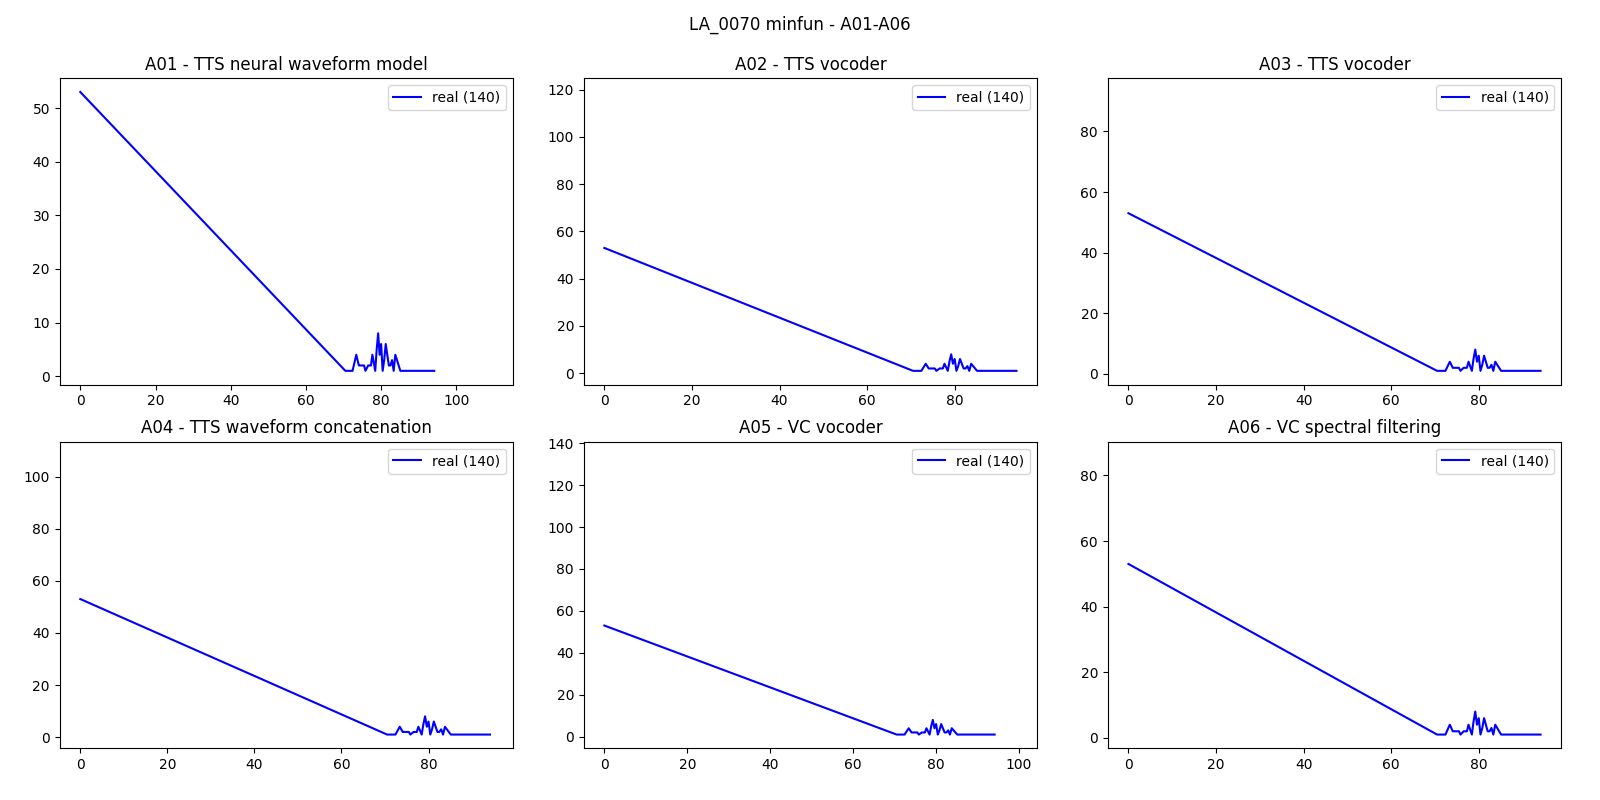 LA_0070 minfun - A01-A06
A01 - TTS neural waveform model
A02 - TTS vocoder
A03 - TTS vocoder
real (140)
real (140)
real (140)
50
40
30
20
10
0
120
100
80
60
40
20
0
80
60
40
20
0
0 20 40 60 80 100
0 20 40 60 80
0 20 40 60 80
A04 - TTS waveform concatenation
A05 - VC vocoder
A06 - VC spectral filtering
real (140)
real (140)
real (140)
100
80
60
40
20
0
140
120
100
80
60
40
20
0
80
60
40
20
0
0 20 40 60 80
0 20 40 60 80 100
0 20 40 60 80